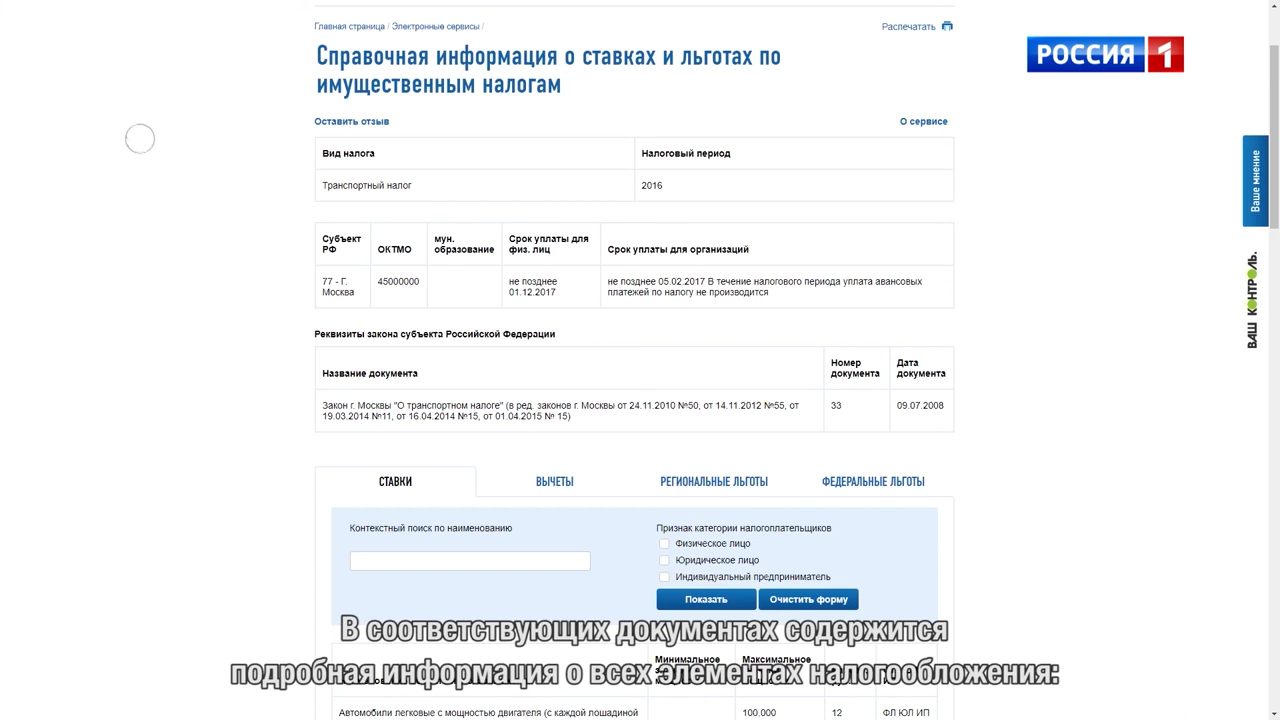 Главная страница / Электронные сервисы /
Распечатать
РОССИЯ 1
Справочная информация о ставках и льготах по
имущественным налогам
Оставить отзыв
О сервисе
Вид налога
Налоговый период
Транспортный налог
2016
Субъект
РФ
ОКТМО
мун.
образование
Срок уплаты для
физ. лиц
Срок уплаты для организаций
77 - Г.
Москва
45000000
не позднее
01.12.2017
не позднее 05.02.2017 В течение налогового периода уплата авансовых
платежей по налогу не производится
Реквизиты закона субъекта Российской Федерации
Название документа
Номер
документа
Дата
документа
Закон г. Москвы "О транспортном налоге" (в ред. законов г. Москвы от 24.11.2010 №50, от 14.11.2012 №55, от
19.03.2014 №11, от 16.04.2014 №15, от 01.04.2015 № 15)
33
09.07.2008
СТАВКИ
ВЫЧЕТЫ
РЕГИОНАЛЬНЫЕ ЛЬГОТЫ
ФЕДЕРАЛЬНЫЕ ЛЬГОТЫ
Контекстный поиск по наименованию
Признак категории налогоплательщиков
Физическое лицо
Юридическое лицо
Индивидуальный предприниматель
Показать
Очистить форму
Ваше мнение
ВАШ КОНТРОЛЬ.
В соответствующих документах содержится
подробная информация о всех элементах налогообложения:
Минимальное
Максимальное
Автомобили легковые с мощностью двигателя (с каждой лошадиной
100,000
12
ФЛ ЮЛ ИП